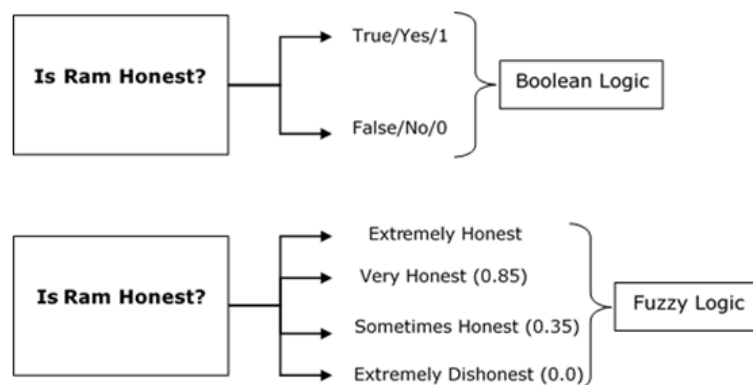 Is Ram Honest?
True/Yes/1
False/No/0
Boolean Logic
Is Ram Honest?
Extremely Honest
Very Honest (0.85)
Sometimes Honest (0.35)
Extremely Dishonest (0.0)
Fuzzy Logic